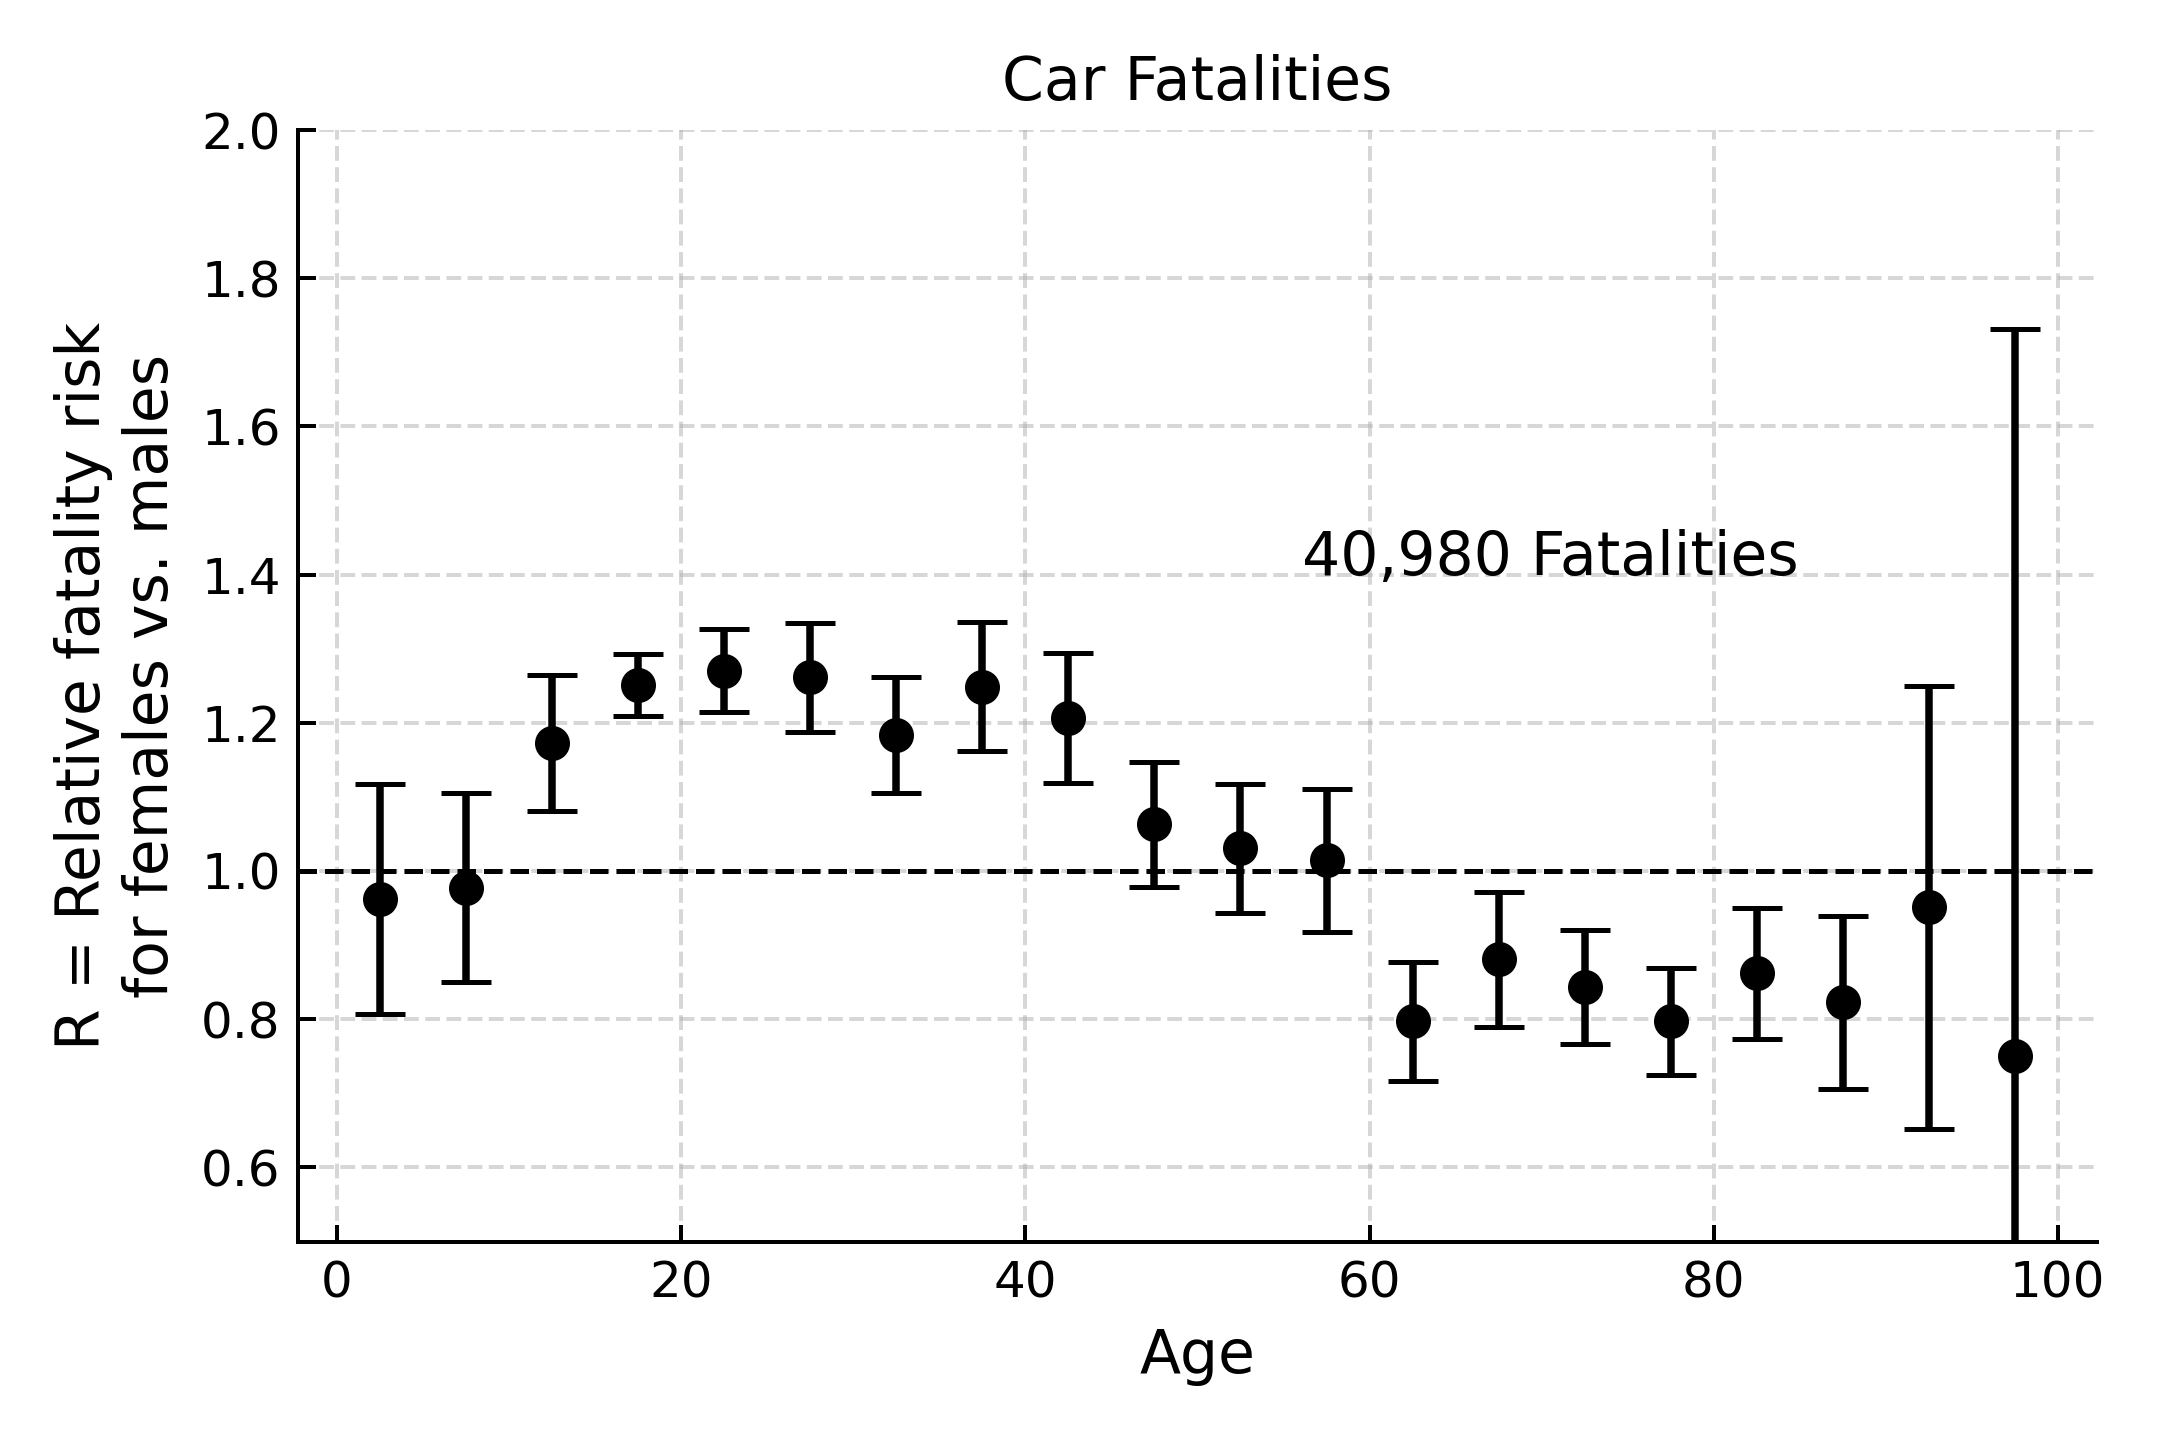 Car Fatalities
R = Relative fatality risk
for females vs. males
2.0
1.8
1.6
1.4
1.2
1.0
0.8
0.6
40,980 Fatalities
0
20
40
60
80
100
Age